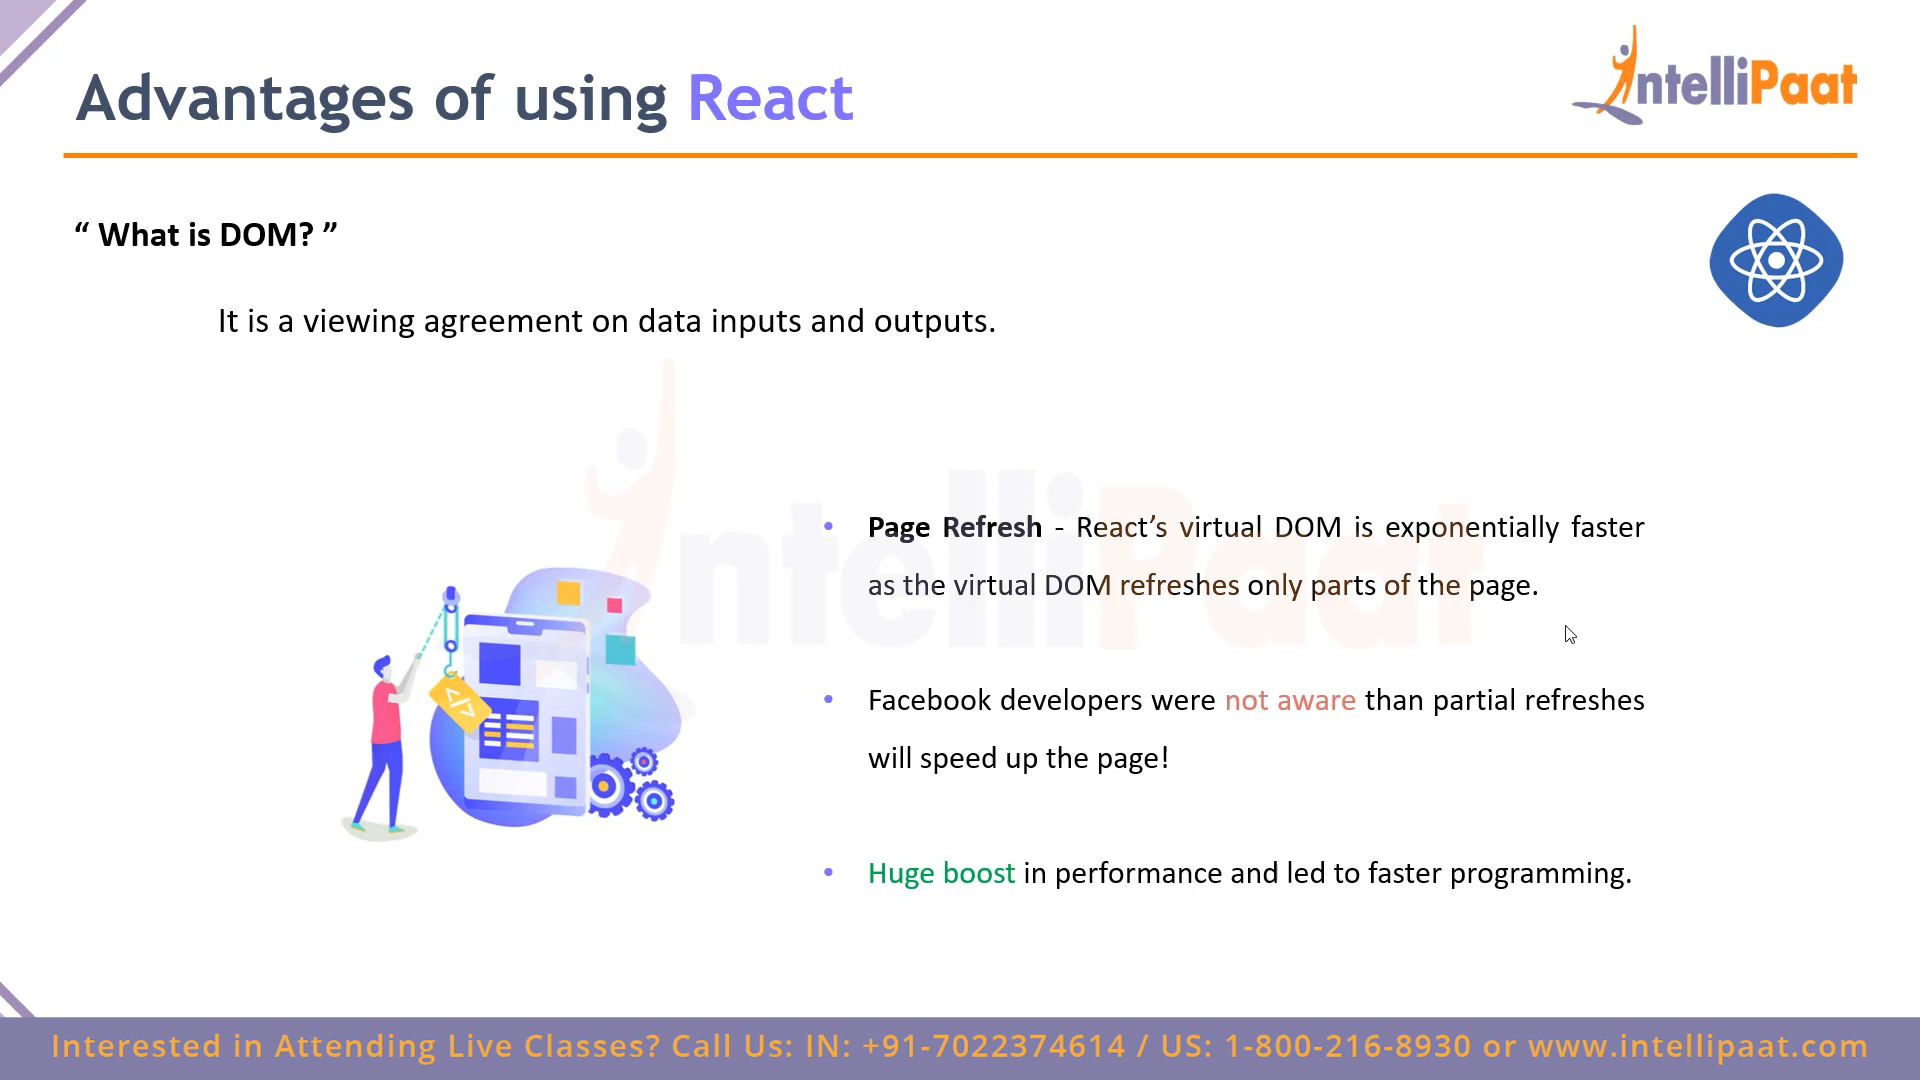 Advantages of using React
IntelliPaat
“ What is DOM? ”
It is a viewing agreement on data inputs and outputs.
IntelliPaat
• Page Refresh - React’s virtual DOM is exponentially faster
as the virtual DOM refreshes only parts of the page.
• Facebook developers were not aware than partial refreshes
will speed up the page!
• Huge boost in performance and led to faster programming.
</>
Interested in Attending Live Classes? Call Us: IN: +91-7022374614 / US: 1-800-216-8930 or www.intellipaat.com